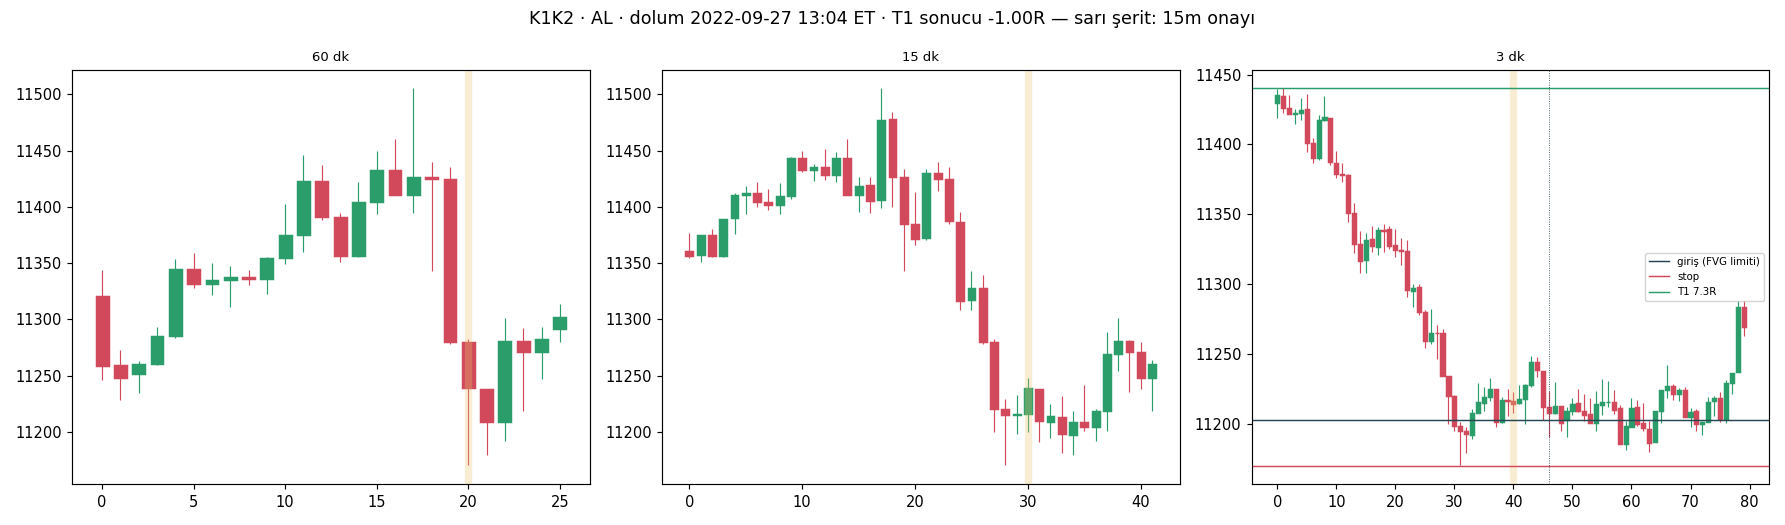 K1K2 · AL · dolum 2022-09-27 13:04 ET · T1 sonucu -1.00R — sarı şerit: 15m onayı
60 dk
11500
11450
11400
11350
11300
11250
11200
0 5 10 15 20 25
15 dk
11500
11450
11400
11350
11300
11250
11200
0 10 20 30 40
3 dk
11450
11400
11350
11300
11250
11200
giriş (FVG limiti)
stop
T1 7.3R
0 10 20 30 40 50 60 70 80